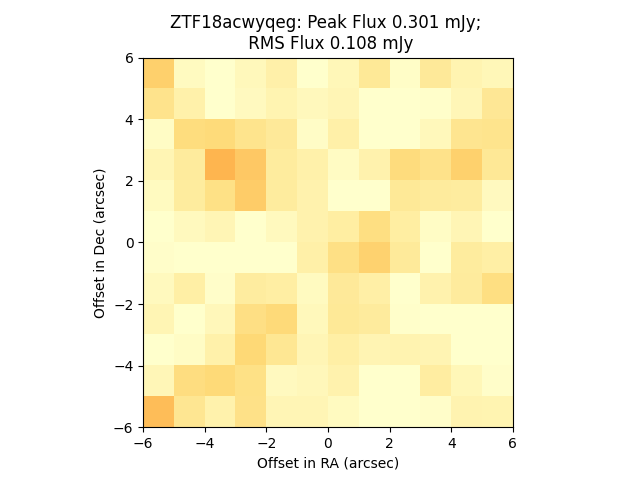 ZTF18acwyqeg: Peak Flux 0.301 mJy;
RMS Flux 0.108 mJy
6
4
2
0
−2
−4
−6
Offset in Dec (arcsec)
−6 −4 −2 0 2 4 6
Offset in RA (arcsec)